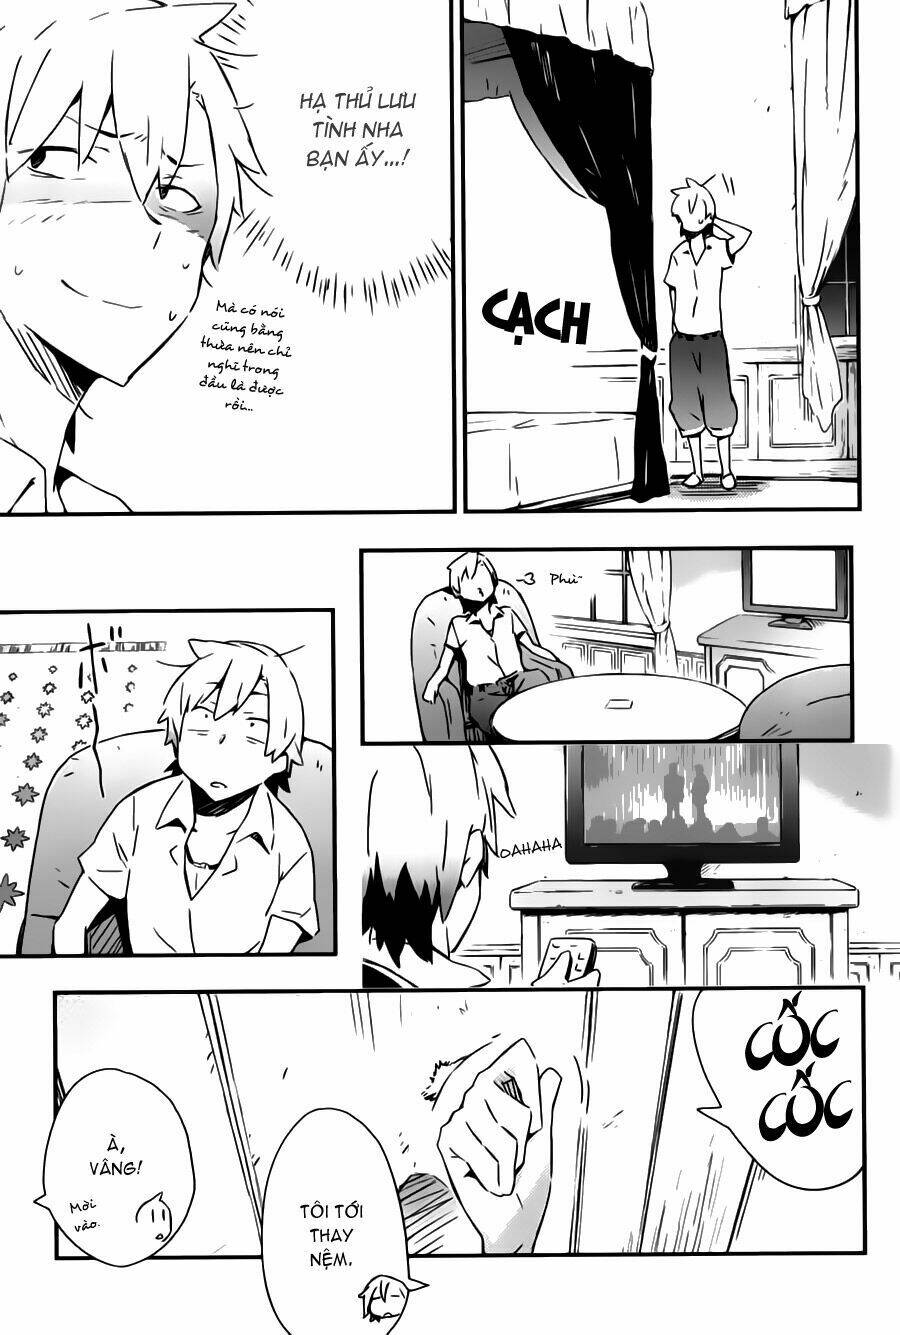 CẠCH
HẠ THỦ LƯU
TÌNH NHA
BẠN ẤY...!
Mà có nói
cũng bằng
thừa nên chỉ
nghĩ trong
đầu là được
rồi...
Phù~
OAHAHA
CỐC
CỐC
TÔI TỚI
THAY
NỆM.
À,
VÂNG!
Mời
vào.